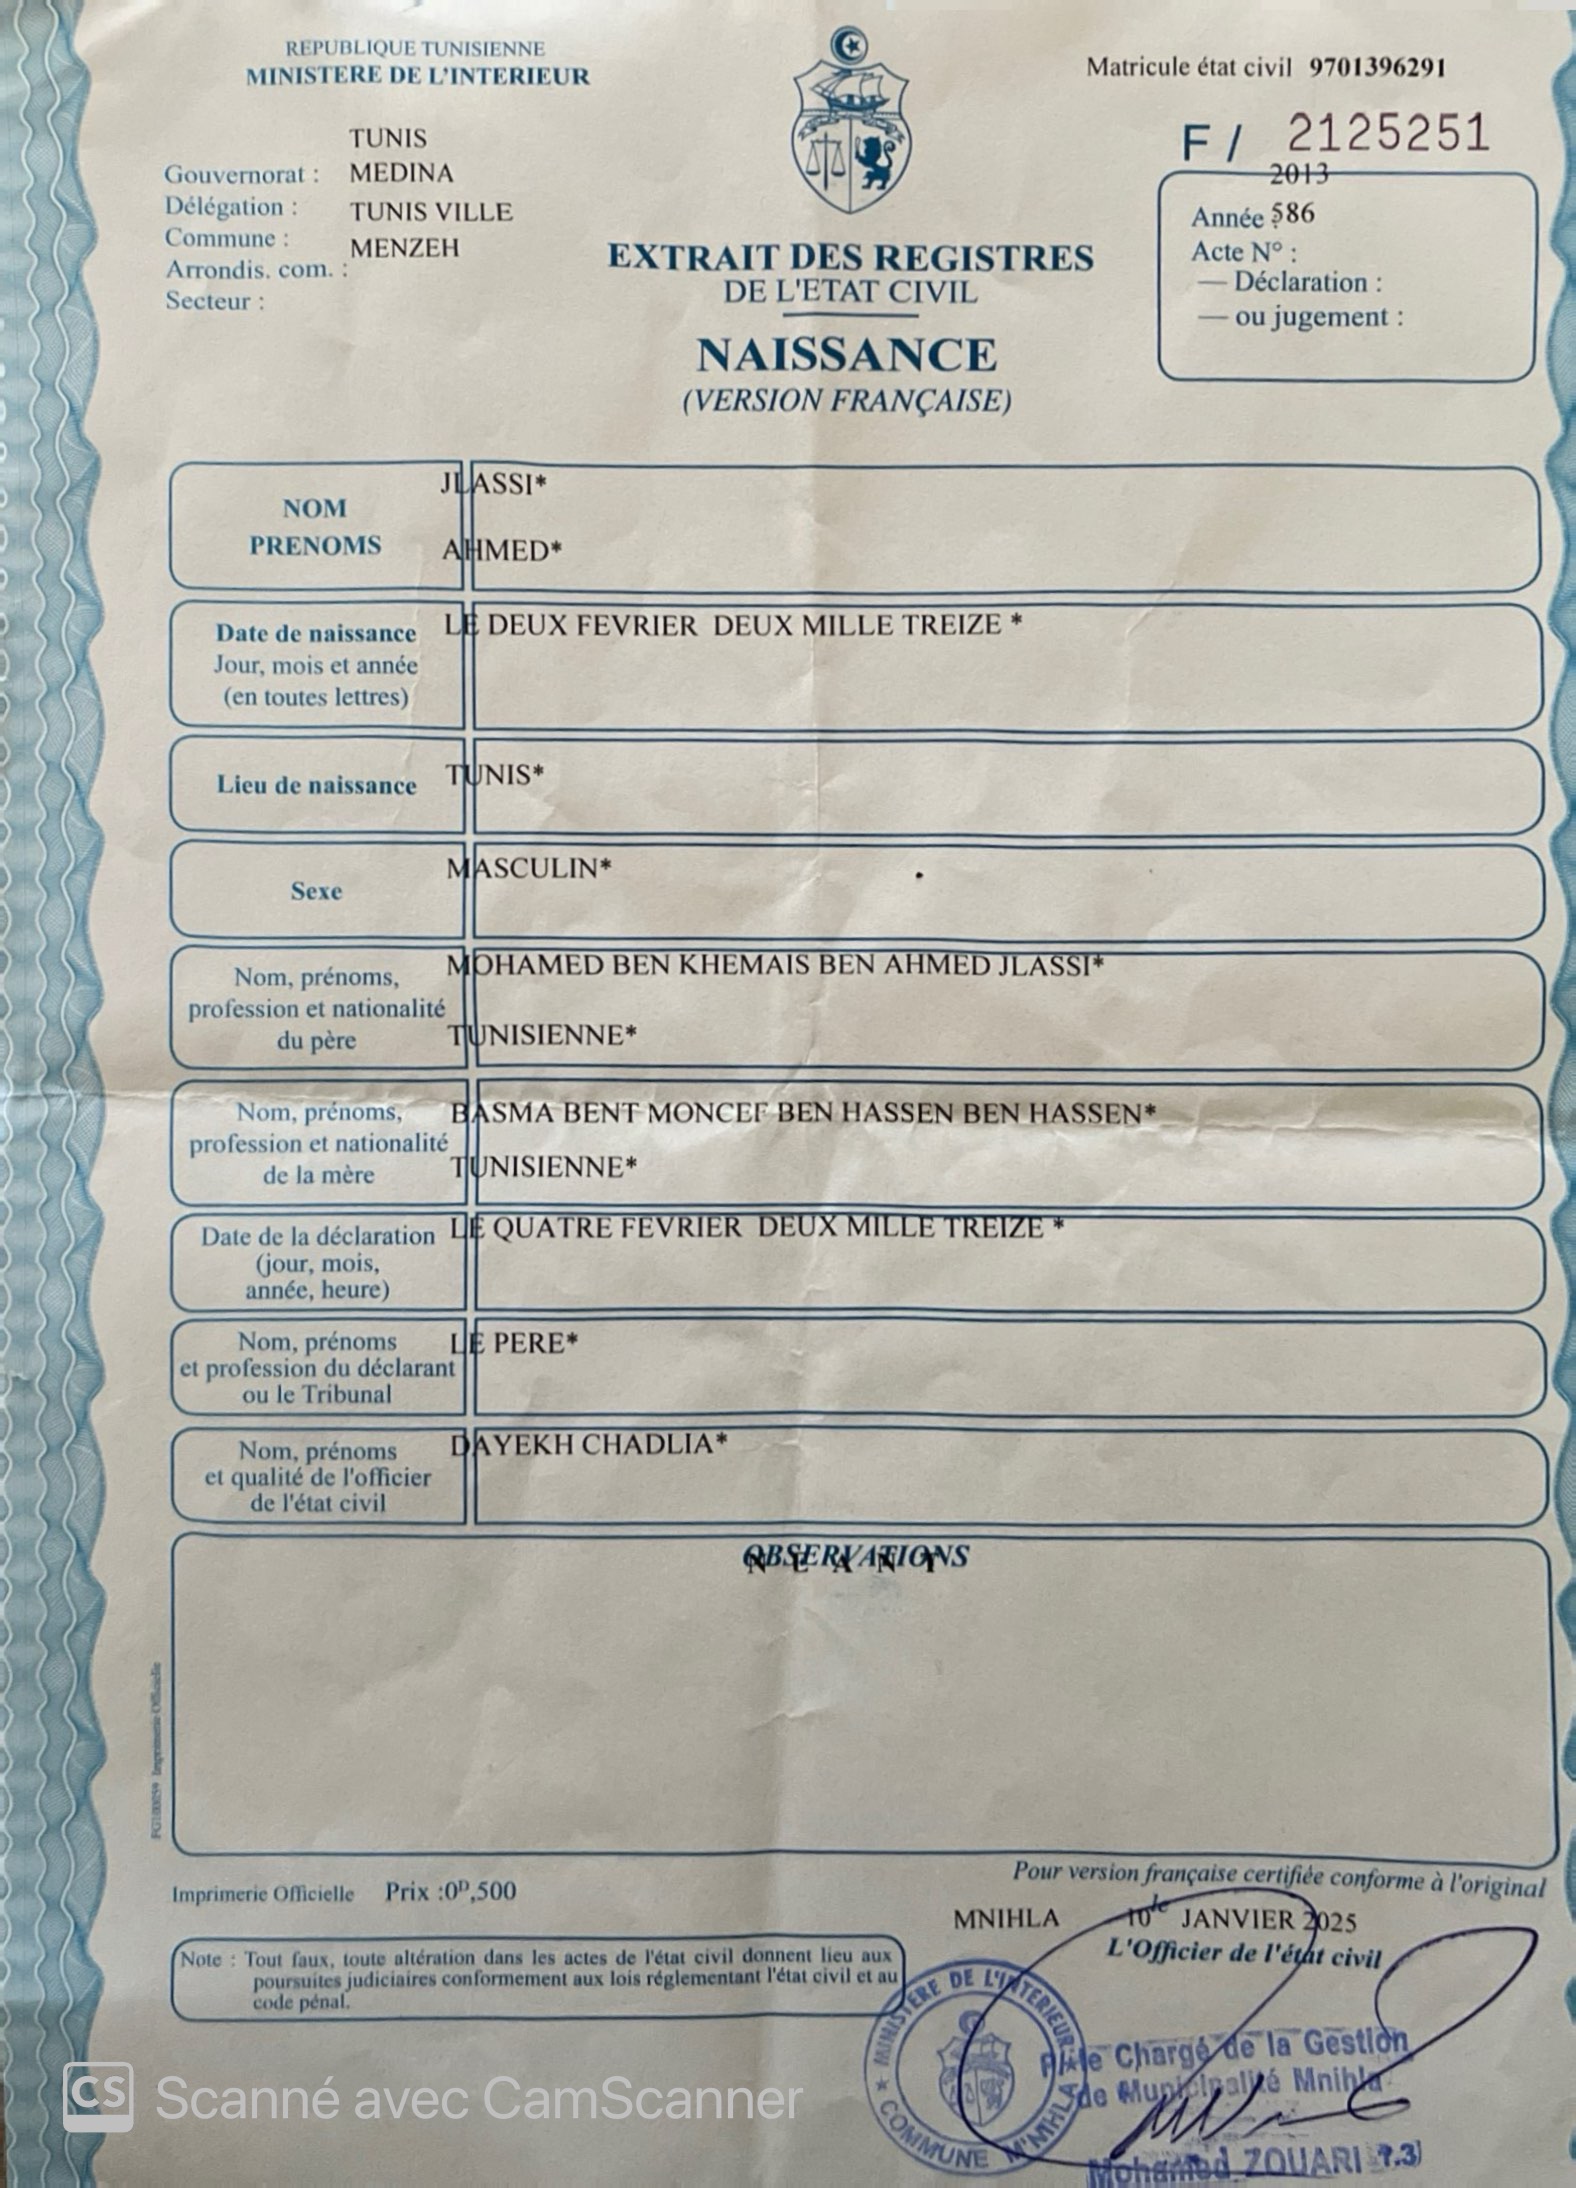 REPUBLIQUE TUNISIENNE
MINISTERE DE L'INTERIEUR
Matricule état civil 9701396291
F / 2125251
TUNIS
Gouvernorat : MEDINA
Délégation : TUNIS VILLE
Commune : MENZEH
Arrondis. com. :
Secteur :
2013
Année 586
Acte N° :
— Déclaration :
— ou jugement :
EXTRAIT DES REGISTRES
DE L'ETAT CIVIL
NAISSANCE
(VERSION FRANÇAISE)
NOM
PRENOMS
JLASSI*
AHMED*
Date de naissance
Jour, mois et année
(en toutes lettres)
LE DEUX FEVRIER DEUX MILLE TREIZE *
Lieu de naissance
TUNIS*
Sexe
MASCULIN*
Nom, prénoms,
profession et nationalité
du père
MOHAMED BEN KHEMAIS BEN AHMED JLASSI*
TUNISIENNE*
Nom, prénoms,
profession et nationalité
de la mère
BASMA BENT MONCEF BEN HASSEN BEN HASSEN*
TUNISIENNE*
Date de la déclaration
(jour, mois,
année, heure)
LE QUATRE FEVRIER DEUX MILLE TREIZE *
Nom, prénoms
et profession du déclarant
ou le Tribunal
LE PERE*
Nom, prénoms
et qualité de l'officier
de l'état civil
DAYEKH CHADLIA*
OBSERVATIONS
N E A N T
Imprimerie Officielle
Imprimerie Officielle Prix :0D,500
Pour version française certifiée conforme à l'original
MNIHLA le 10 JANVIER 2025
L'Officier de l'état civil
Note : Tout faux, toute altération dans les actes de l'état civil donnent lieu aux
poursuites judiciaires conformement aux lois réglementant l'état civil et au
code pénal.
MINISTERE DE L'INTERIEUR
COMMUNE M'NIHLA
Chargé de la Gestion
de Municipalité Mnihla
Mohamed ZOUARI
CS Scanné avec CamScanner